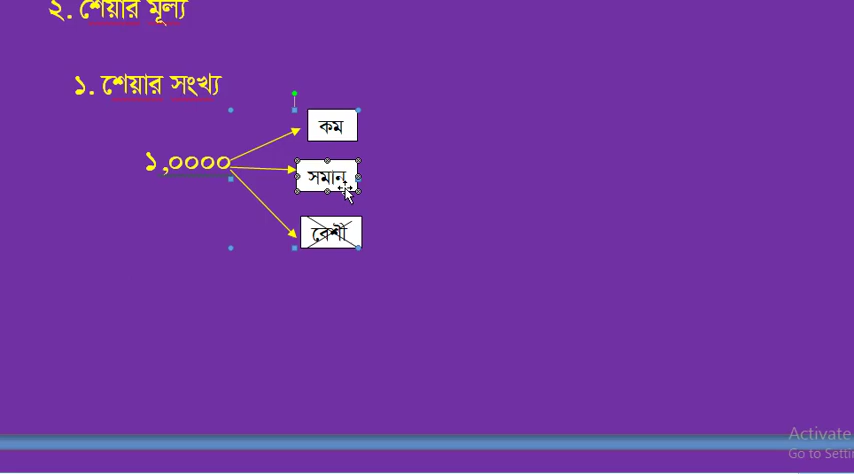 ২. শেয়ার মূল্য
১. শেয়ার সংখ্য
কম
১,০০০০
সমান
বেশী
Activate
Go to Setti